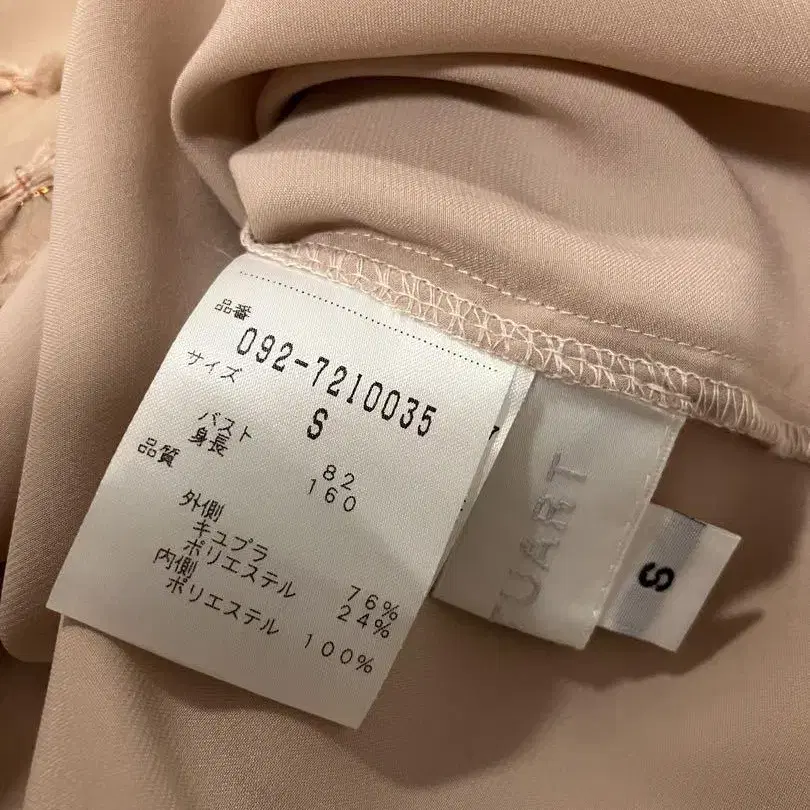 品番
092-7210035
サイズ
S
バスト 82
身長 160
品質
外側
キュプラ 76%
ポリエステル 24%
内側
ポリエステル 100%
TUART
S